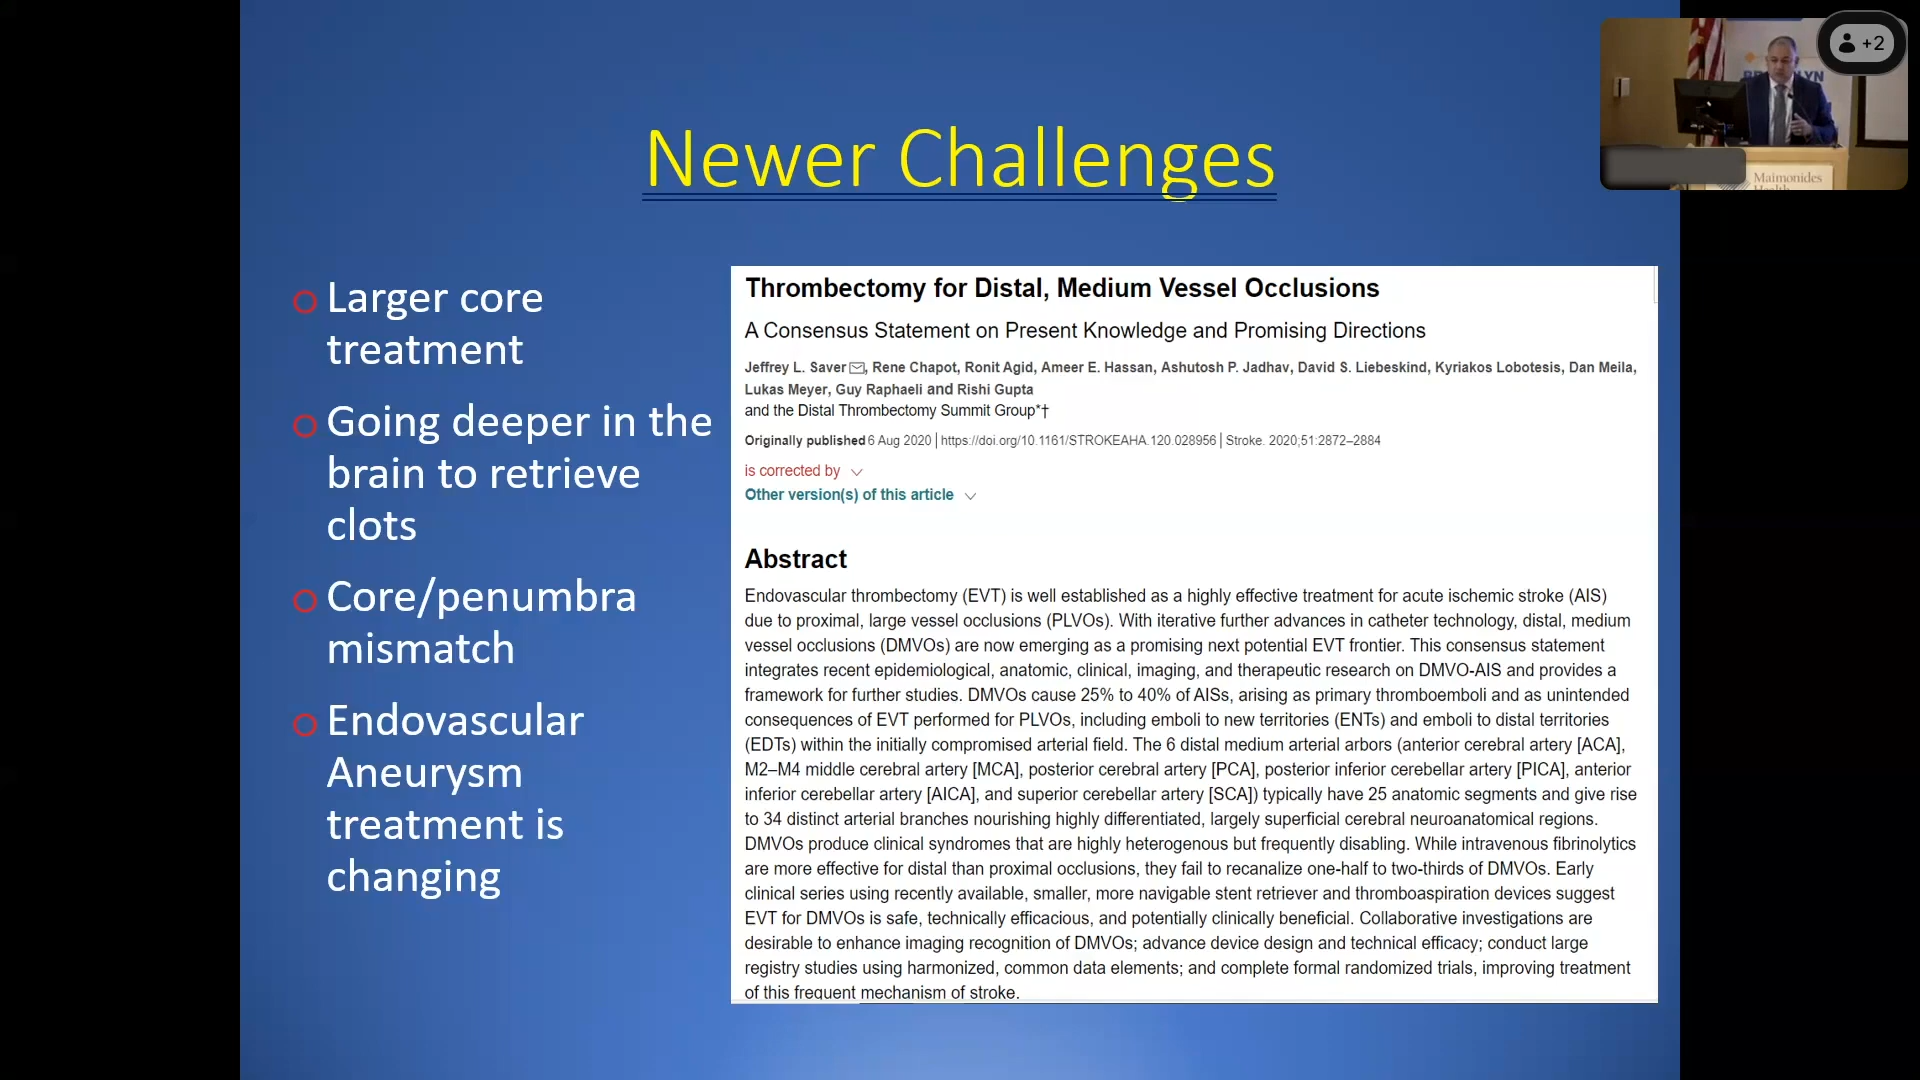 Newer Challenges
Larger core
treatment
Going deeper in the
brain to retrieve
clots
Core/penumbra
mismatch
Endovascular
Aneurysm
treatment is
changing
Thrombectomy for Distal, Medium Vessel Occlusions
A Consensus Statement on Present Knowledge and Promising Directions
Jeffrey L. Saver, Rene Chapot, Ronit Agid, Ameer E. Hassan, Ashutosh P. Jadhav, David S. Liebeskind, Kyriakos Lobotesis, Dan Meila,
Lukas Meyer, Guy Raphaeli and Rishi Gupta
and the Distal Thrombectomy Summit Group*†
Originally published 6 Aug 2020 | https://doi.org/10.1161/STROKEAHA.120.028956 | Stroke. 2020;51:2872–2884
is corrected by
Other version(s) of this article
Abstract
Endovascular thrombectomy (EVT) is well established as a highly effective treatment for acute ischemic stroke (AIS)
due to proximal, large vessel occlusions (PLVOs). With iterative further advances in catheter technology, distal, medium
vessel occlusions (DMVOs) are now emerging as a promising next potential EVT frontier. This consensus statement
integrates recent epidemiological, anatomic, clinical, imaging, and therapeutic research on DMVO-AIS and provides a
framework for further studies. DMVOs cause 25% to 40% of AISs, arising as primary thromboemboli and as unintended
consequences of EVT performed for PLVOs, including emboli to new territories (ENTs) and emboli to distal territories
(EDTs) within the initially compromised arterial field. The 6 distal medium arterial arbors (anterior cerebral artery [ACA],
M2–M4 middle cerebral artery [MCA], posterior cerebral artery [PCA], posterior inferior cerebellar artery [PICA], anterior
inferior cerebellar artery [AICA], and superior cerebellar artery [SCA]) typically have 25 anatomic segments and give rise
to 34 distinct arterial branches nourishing highly differentiated, largely superficial cerebral neuroanatomical regions.
DMVOs produce clinical syndromes that are highly heterogenous but frequently disabling. While intravenous fibrinolytics
are more effective for distal than proximal occlusions, they fail to recanalize one-half to two-thirds of DMVOs. Early
clinical series using recently available, smaller, more navigable stent retriever and thromboaspiration devices suggest
EVT for DMVOs is safe, technically efficacious, and potentially clinically beneficial. Collaborative investigations are
desirable to enhance imaging recognition of DMVOs; advance device design and technical efficacy; conduct large
registry studies using harmonized, common data elements; and complete formal randomized trials, improving treatment
of this frequent mechanism of stroke.
+2
Maimonides
Health